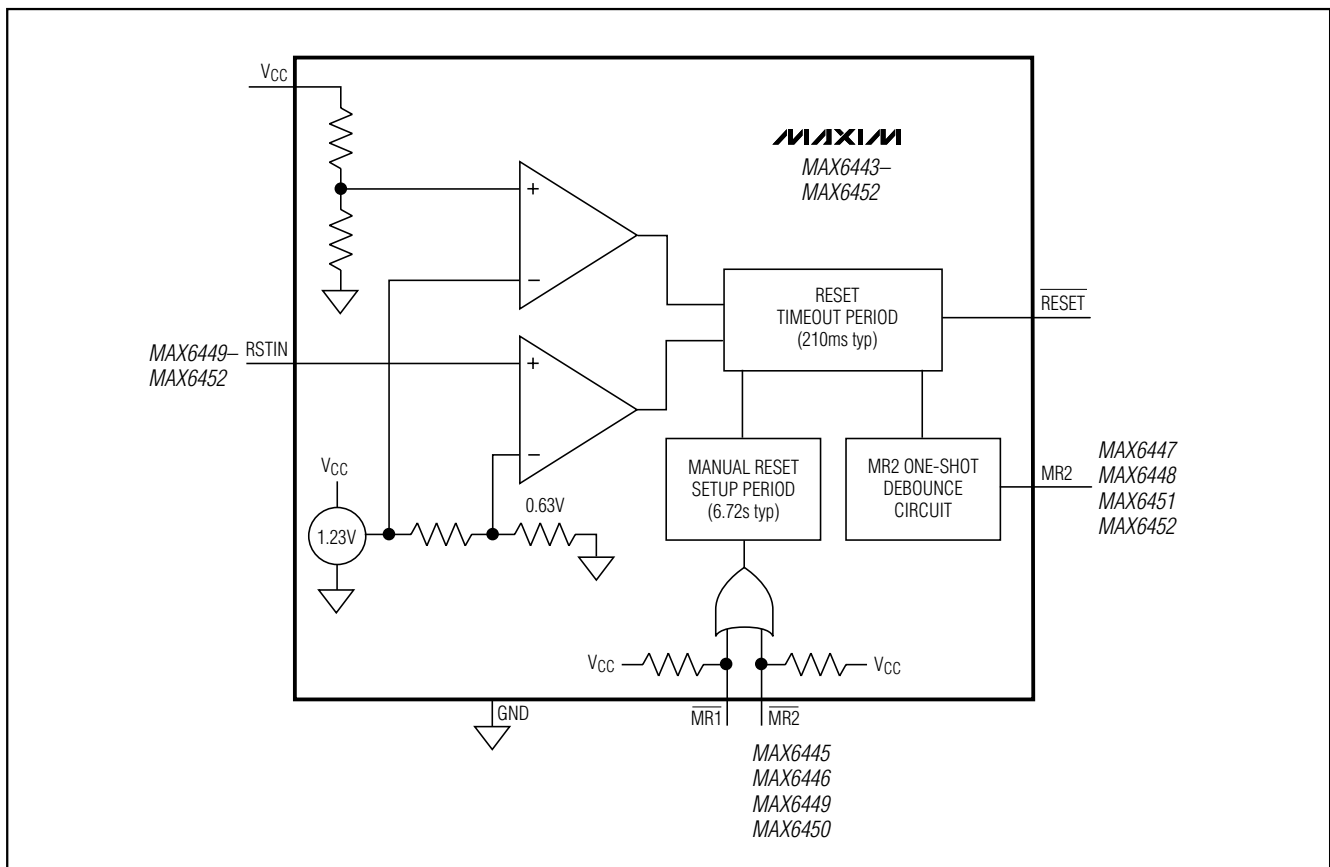 VCC
MAXIM
MAX6443–
MAX6452
+
−
RESET
TIMEOUT PERIOD
(210ms typ)
RESET
MAX6449–
MAX6452
RSTIN
+
−
VCC
1.23V
0.63V
MANUAL RESET
SETUP PERIOD
(6.72s typ)
MR2 ONE-SHOT
DEBOUNCE
CIRCUIT
MR2
MAX6447
MAX6448
MAX6451
MAX6452
VCC
VCC
GND
MR1
MR2
MAX6445
MAX6446
MAX6449
MAX6450